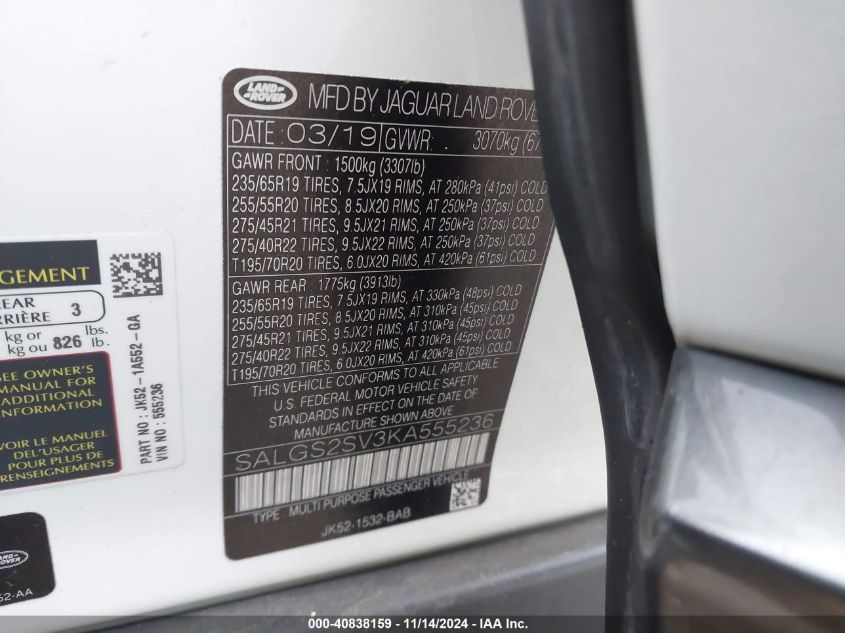 LAND ROVER
MFD BY JAGUAR LAND
DATE: 03/19 GVWR: 3070kg
GAWR FRONT: 1500kg (3307lb)
235/65R19 TIRES, 7.5JX19 RIMS, AT 280kPa (41psi) COLD
255/55R20 TIRES, 8.5JX20 RIMS, AT 250kPa (37psi) COLD
275/45R21 TIRES, 9.5JX21 RIMS, AT 250kPa (37psi) COLD
275/40R22 TIRES, 9.5JX22 RIMS, AT 250kPa (37psi) COLD
T195/70R20 TIRES, 6.0JX20 RIMS, AT 420kPa (61psi) COLD
GAWR REAR: 1775kg (3913lb)
235/65R19 TIRES, 7.5JX19 RIMS, AT 330kPa (48psi) COLD
255/55R20 TIRES, 8.5JX20 RIMS, AT 310kPa (45psi) COLD
275/45R21 TIRES, 9.5JX21 RIMS, AT 310kPa (45psi) COLD
275/40R22 TIRES, 9.5JX22 RIMS, AT 310kPa (45psi) COLD
T195/70R20 TIRES, 6.0JX20 RIMS, AT 420kPa (61psi) COLD
THIS VEHICLE CONFORMS TO ALL APPLICABLE
U.S. FEDERAL MOTOR VEHICLE SAFETY
STANDARDS IN EFFECT ON THE DATE OF
MANUFACTURE SHOWN ABOVE
SALGS2SV3KA555236
TYPE: MULTI PURPOSE PASSENGER VEHICLE
JK52-1532-BAB
REAR 3
kg or lbs.
kg ou 826 lb.
SEE OWNER'S
MANUAL FOR
ADDITIONAL
INFORMATION
VOIR LE MANUEL
DEL'USAGER
POUR PLUS DE
RENSEIGNEMENTS
PART NO : JK52-1A552-GA
VIN NO : 555236
LAND ROVER
000-40838159 - 11/14/2024 - IAA Inc.